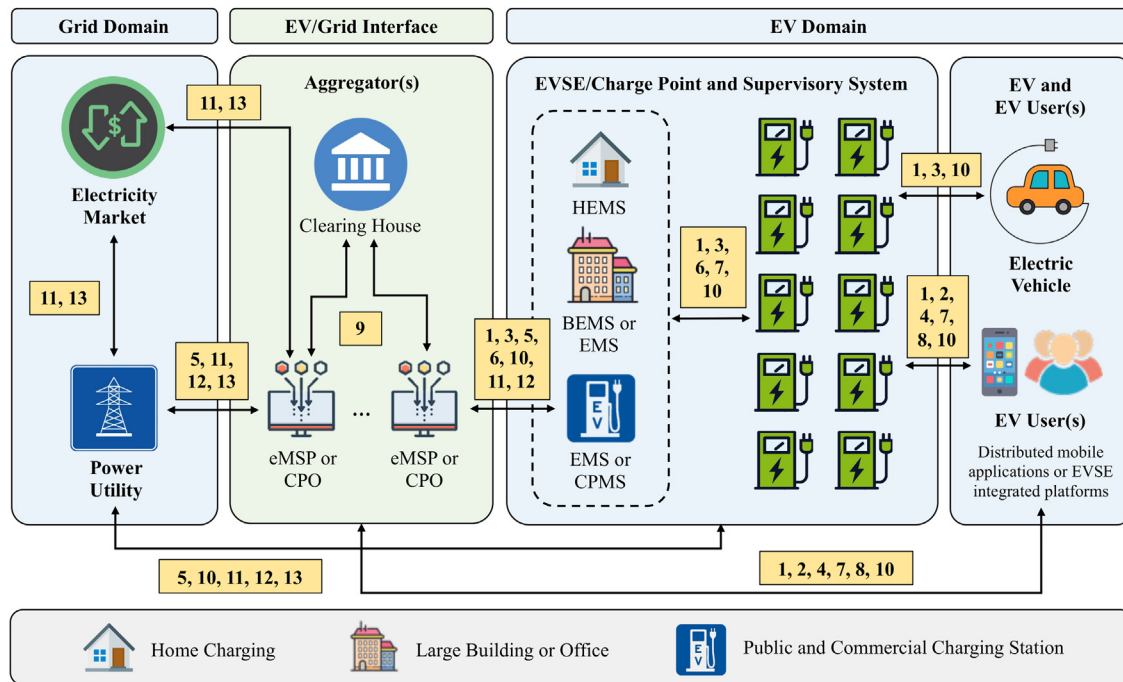 Grid Domain
EV/Grid Interface
EV Domain
Electricity
Market
11, 13
Power
Utility
11, 13
5, 11,
12, 13
Aggregator(s)
Clearing House
9
...
eMSP or
CPO
eMSP or
CPO
1, 3, 5,
6, 10,
11, 12
EVSE/Charge Point and Supervisory System
HEMS
BEMS or
EMS
EV
EMS or
CPMS
1, 3,
6, 7,
10
1, 3, 10
1, 2,
4, 7,
8, 10
EV and
EV User(s)
Electric
Vehicle
EV User(s)
Distributed mobile
applications or EVSE
integrated platforms
5, 10, 11, 12, 13
1, 2, 4, 7, 8, 10
Home Charging
Large Building or Office
EV
Public and Commercial Charging Station
$